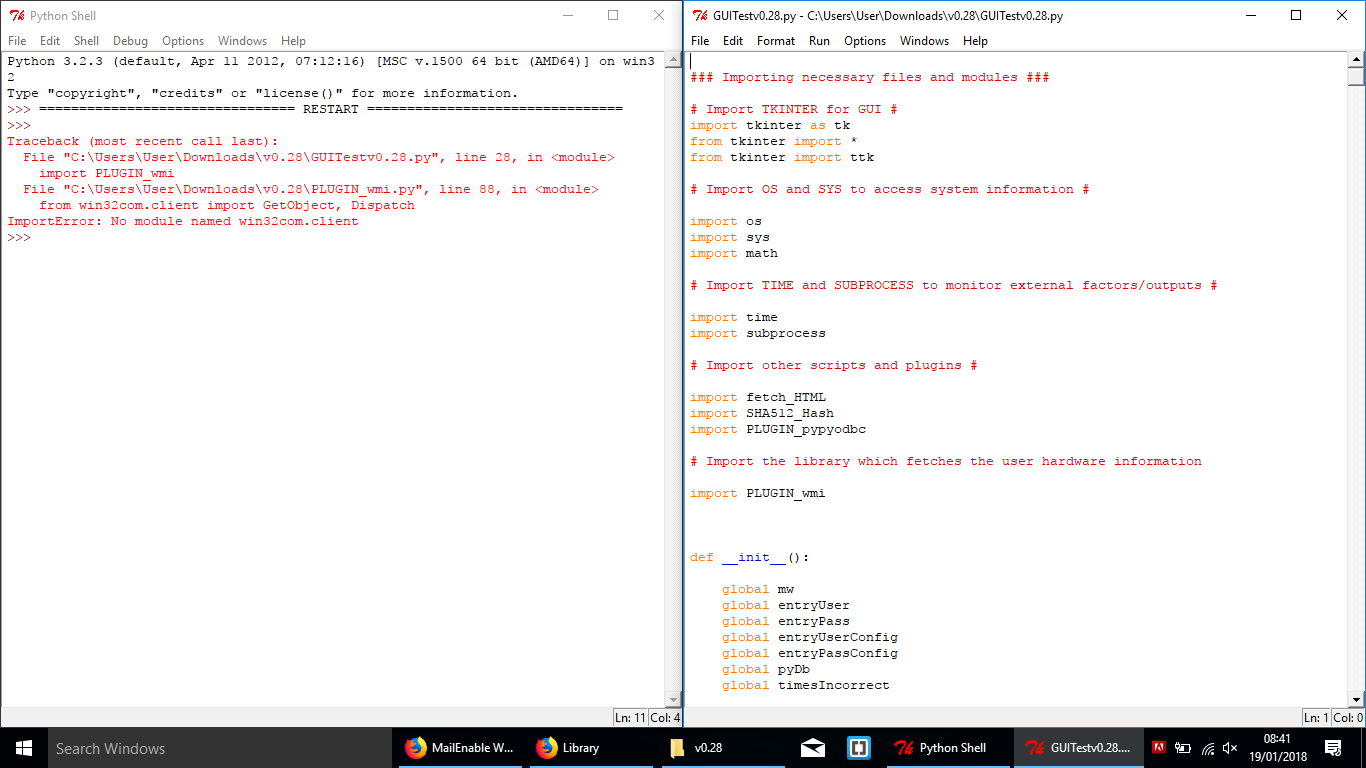 Python Shell
File Edit Shell Debug Options Windows Help
Python 3.2.3 (default, Apr 11 2012, 07:12:16) [MSC v.1500 64 bit (AMD64)] on win3
2
Type "copyright", "credits" or "license()" for more information.
>>> ================================ RESTART ================================
>>>
Traceback (most recent call last):
  File "C:\Users\User\Downloads\v0.28\GUITestv0.28.py", line 28, in <module>
    import PLUGIN_wmi
  File "C:\Users\User\Downloads\v0.28\PLUGIN_wmi.py", line 88, in <module>
    from win32com.client import GetObject, Dispatch
ImportError: No module named win32com.client
>>>
Ln: 11 Col: 4
GUITestv0.28.py - C:\Users\User\Downloads\v0.28\GUITestv0.28.py
File Edit Format Run Options Windows Help
### Importing necessary files and modules ###
# Import TKINTER for GUI #
import tkinter as tk
from tkinter import *
from tkinter import ttk
# Import OS and SYS to access system information #
import os
import sys
import math
# Import TIME and SUBPROCESS to monitor external factors/outputs #
import time
import subprocess
# Import other scripts and plugins #
import fetch_HTML
import SHA512_Hash
import PLUGIN_pypyodbc
# Import the library which fetches the user hardware information
import PLUGIN_wmi
def __init__():
    global mw
    global entryUser
    global entryPass
    global entryUserConfig
    global entryPassConfig
    global pyDb
    global timesIncorrect
Ln: 1 Col: 0
Search Windows
MailEnable W...
Library
v0.28
Python Shell
GUITestv0.28....
08:41
19/01/2018